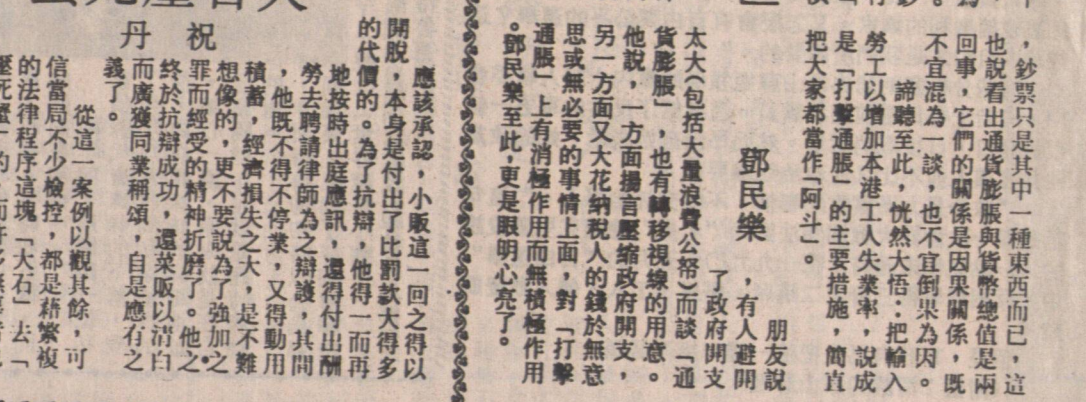 ，鈔票只是其中一種東西而已，這
也說看出通貨膨脹與貨幣總值是兩
回事，它們的關係是因果關係，既
不宜混為一談，也不宜倒果為因。
諦聽至此，恍然大悟：把輸入
勞工以增加本港工人失業率，說成
是「打擊通脹」的主要措施，簡直
把大家都當作「阿斗」。
鄧民樂
朋友說
，有人避開
了政府開支
太大（包括大量浪費公帑）而談「通
貨膨脹」，也有轉移視線的用意。
他說，一方面揚言壓縮政府開支，
另一方面又大花納稅人的錢於無意
思或無必要的事情上面，對「打擊
通脹」上有消極作用而無積極作用
。鄧民樂至此，更是眼明心亮了。
祝丹
應該承認，小販這一回之得以
開脫，本身是付出了比罰款大得多
的代價的。為了抗辯，他得一而再
地按時出庭應訊，還得付出酬
勞去聘請律師為之辯護，其間
，他既不得不停業，又得動用
積蓄，經濟損失之大，是不難
想像的，更不要說為了強加之
罪而經受的精神折磨了。他之
終於抗辯成功，還菜販以清白
而廣獲同業稱頌，自是應有之
義了。
從這一案例以觀其餘，可
信當局不少檢控，都是藉繁複
的法律程序這塊「大石」去「